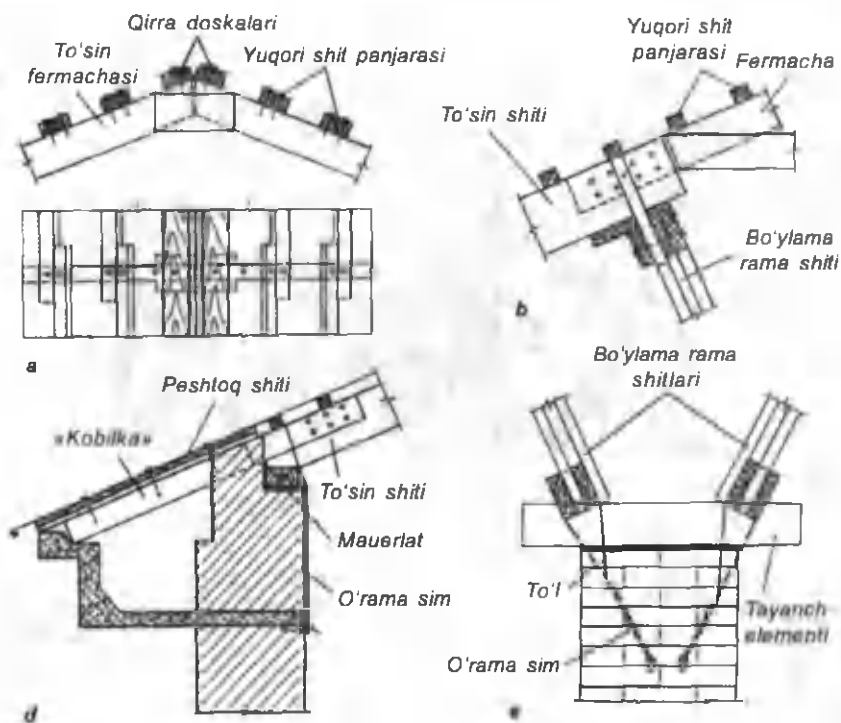 Qirra doskalari
To'sin
fermachasi
Yuqori shit panjarasi
a
Yuqori shit
panjarasi
Fermacha
To'sin shiti
Bo'ylama
rama shiti
b
Peshtoq shiti
«Kobilka»
To'sin shiti
Mauerlat
O'rama sim
d
Bo'ylama rama
shitlari
To'l
O'rama sim
Tayanch
elementi
e